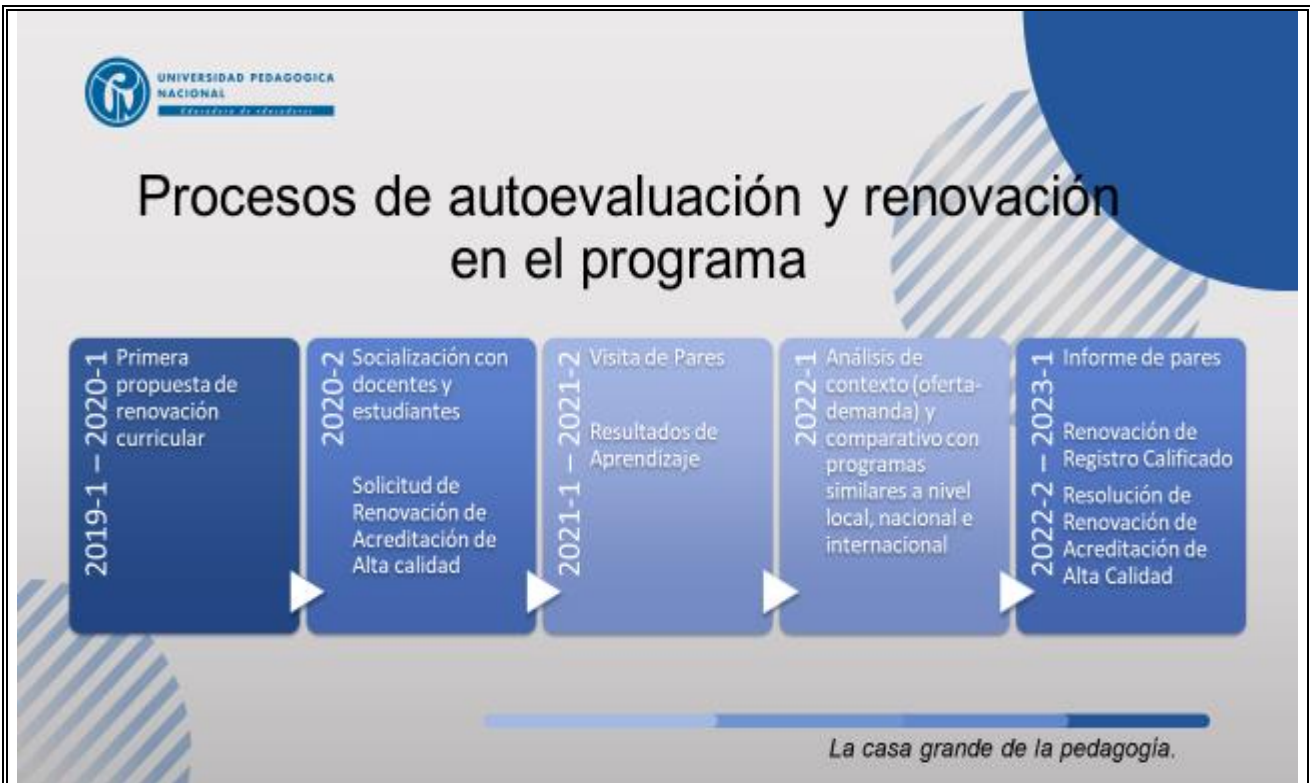 UNIVERSIDAD PEDAGOGICA
NACIONAL
Educadora de educadores
Procesos de autoevaluación y renovación
en el programa
2019-1 – 2020-1
Primera
propuesta de
renovación
curricular
2020-2
Socialización con
docentes y
estudiantes
Solicitud de
Renovación de
Acreditación de
Alta calidad
2021-1 – 2021-2
Visita de Pares
Resultados de
Aprendizaje
2022-1
Análisis de
contexto (oferta-
demanda) y
comparativo con
programas
similares a nivel
local, nacional e
internacional
2022-2 – 2023-1
Informe de pares
Renovación de
Registro Calificado
Resolución de
Renovación de
Acreditación de
Alta Calidad
La casa grande de la pedagogía.